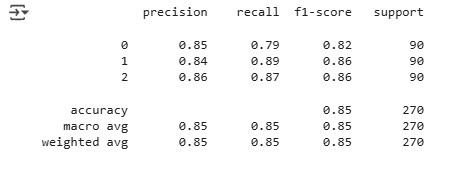 precision recall f1-score support
0 0.85 0.79 0.82 90
1 0.84 0.89 0.86 90
2 0.86 0.87 0.86 90
accuracy 0.85 270
macro avg 0.85 0.85 0.85 270
weighted avg 0.85 0.85 0.85 270